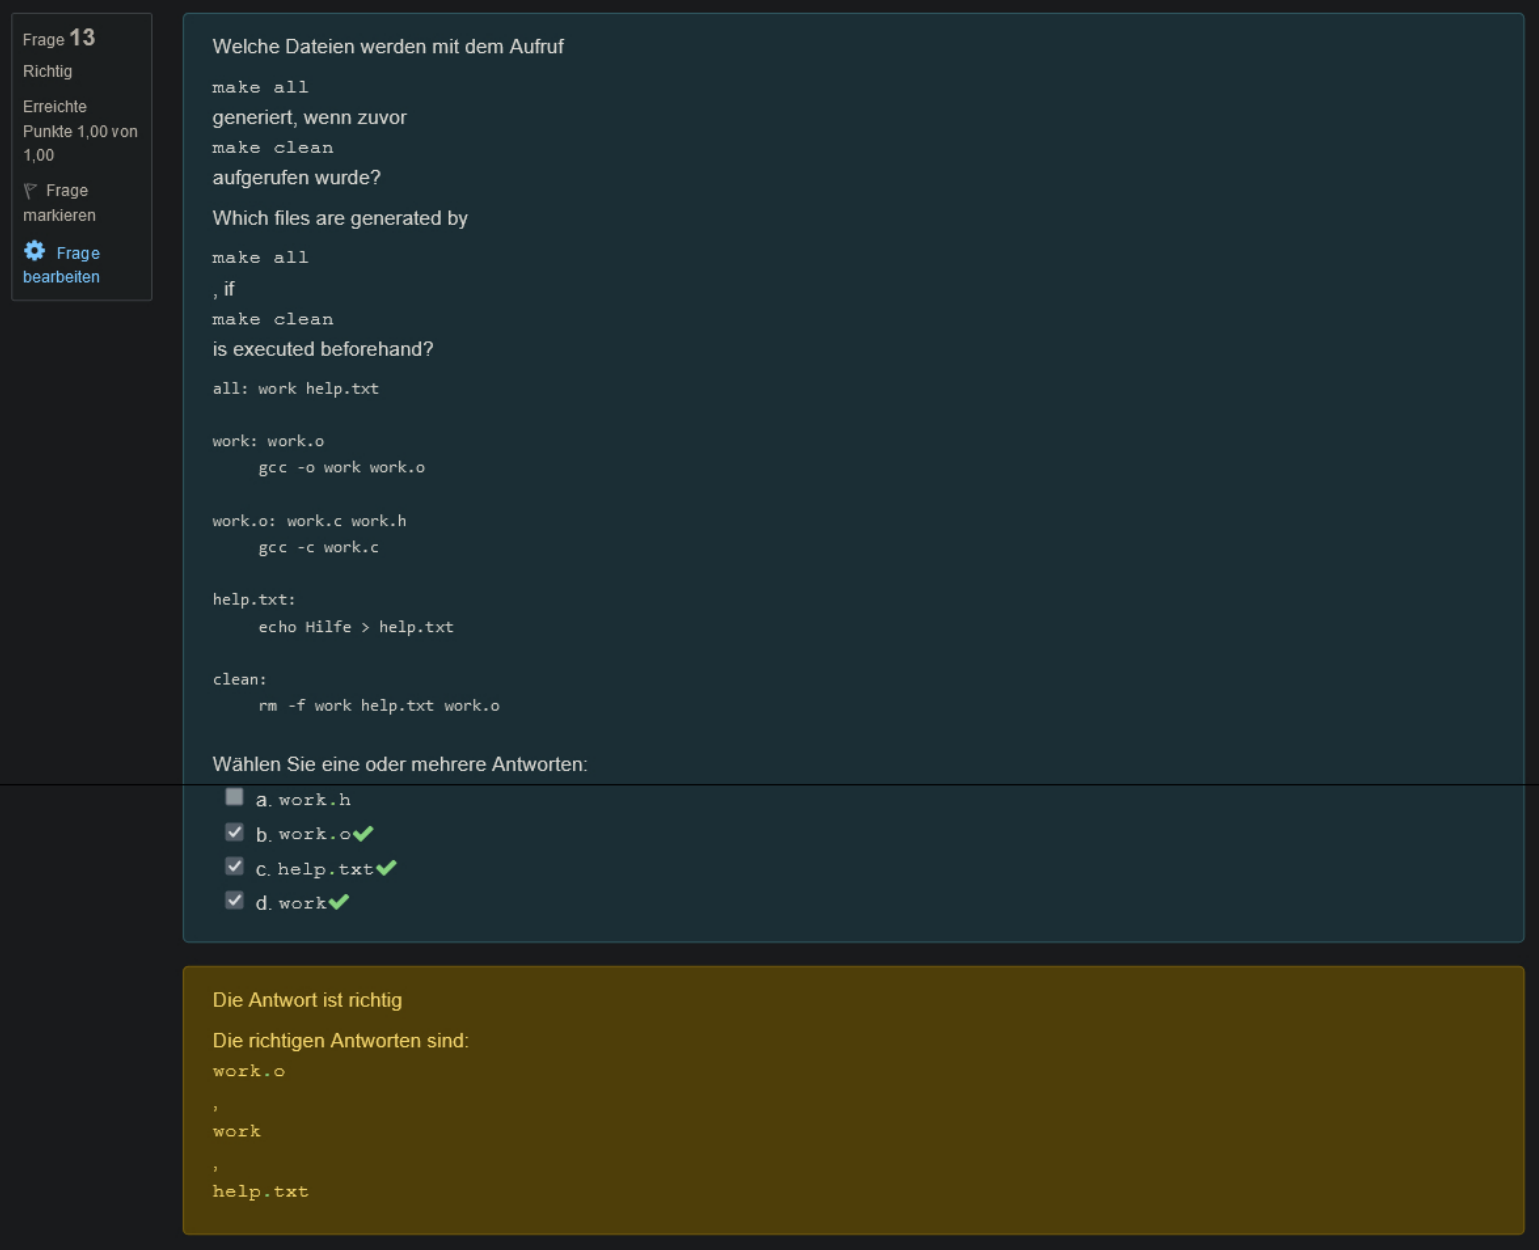 Frage 13
Richtig
Erreichte
Punkte 1,00 von
1,00
Frage
markieren
Frage
bearbeiten
Welche Dateien werden mit dem Aufruf
make all
generiert, wenn zuvor
make clean
aufgerufen wurde?
Which files are generated by
make all
, if
make clean
is executed beforehand?
all: work help.txt
work: work.o
gcc -o work work.o
work.o: work.c work.h
gcc -c work.c
help.txt:
echo Hilfe > help.txt
clean:
rm -f work help.txt work.o
Wählen Sie eine oder mehrere Antworten:
a. work.h
b. work.o
c. help.txt
d. work
Die Antwort ist richtig
Die richtigen Antworten sind:
work.o
,
work
,
help.txt